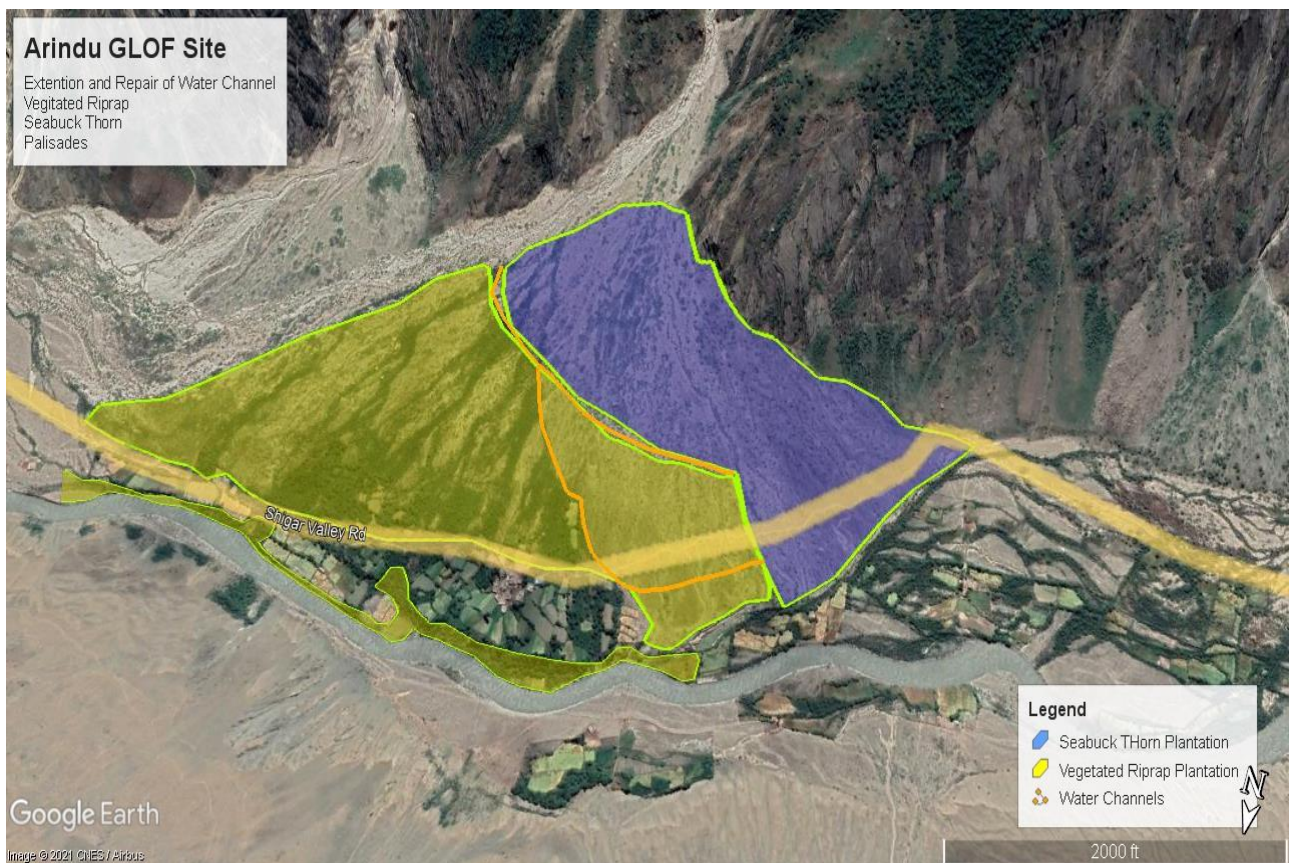 Arindu GLOF Site
Extention and Repair of Water Channel
Vegitated Riprap
Seabuck Thorn
Palisades
Shigar Valley Rd
Legend
Seabuck THorn Plantation
Vegetated Riprap Plantation
Water Channels
N
Google Earth
Image © 2021 CNES / Airbus
2000 ft